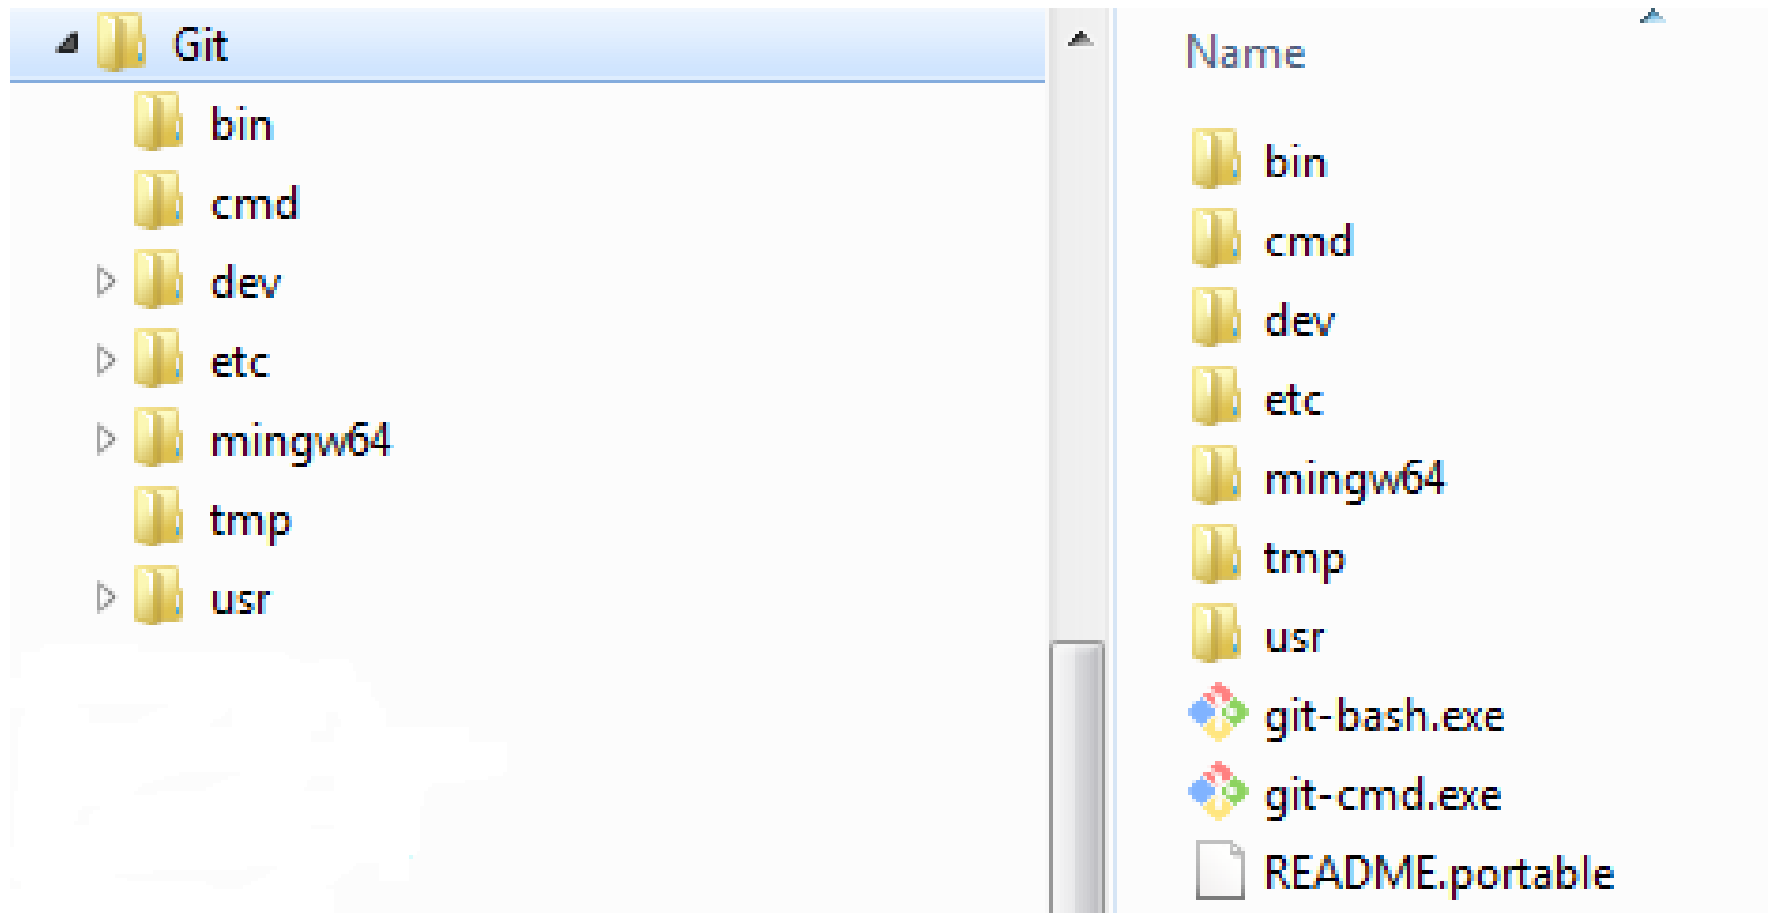 Git
bin
cmd
dev
etc
mingw64
tmp
usr
Name
bin
cmd
dev
etc
mingw64
tmp
usr
git-bash.exe
git-cmd.exe
README.portable